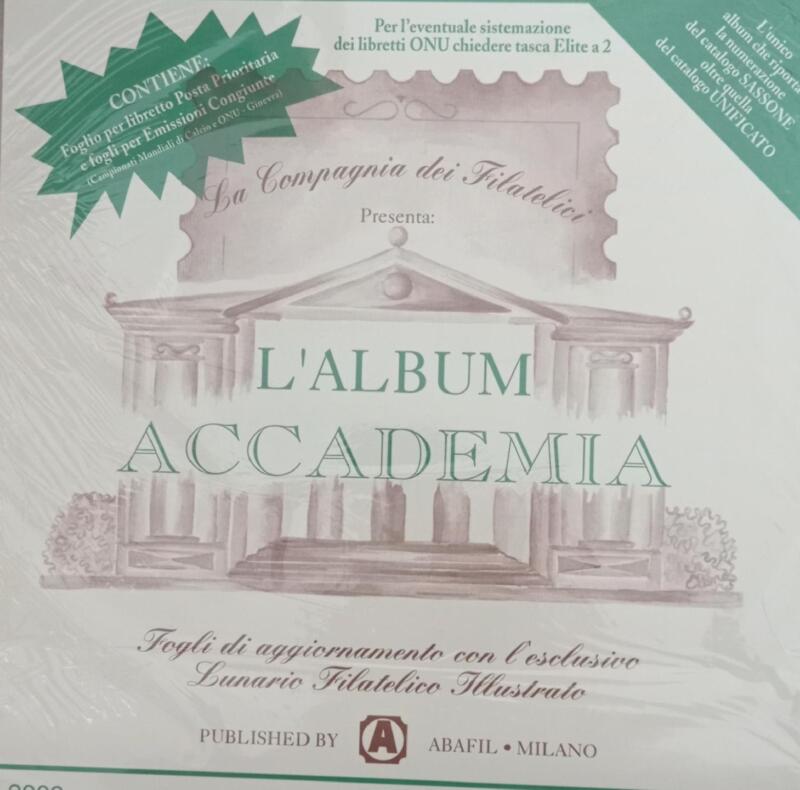 Per l'eventuale sistemazione
dei libretti ONU chiedere tasca Elite a 2
L'unico
album che riporta
la numerazione
del catalogo SASSONE
oltre quella
del catalogo UNIFICATO
CONTIENE:
Foglio per libretto Posta Prioritaria
e fogli per Emissioni Congiunte
(Campionati Mondiali di Calcio e ONU - Ginevra)
La Compagnia dei Filatelici
Presenta:
L'ALBUM
ACCADEMIA
Fogli di aggiornamento con l'esclusivo
Lunario Filatelico Illustrato
PUBLISHED BY A ABAFIL • MILANO